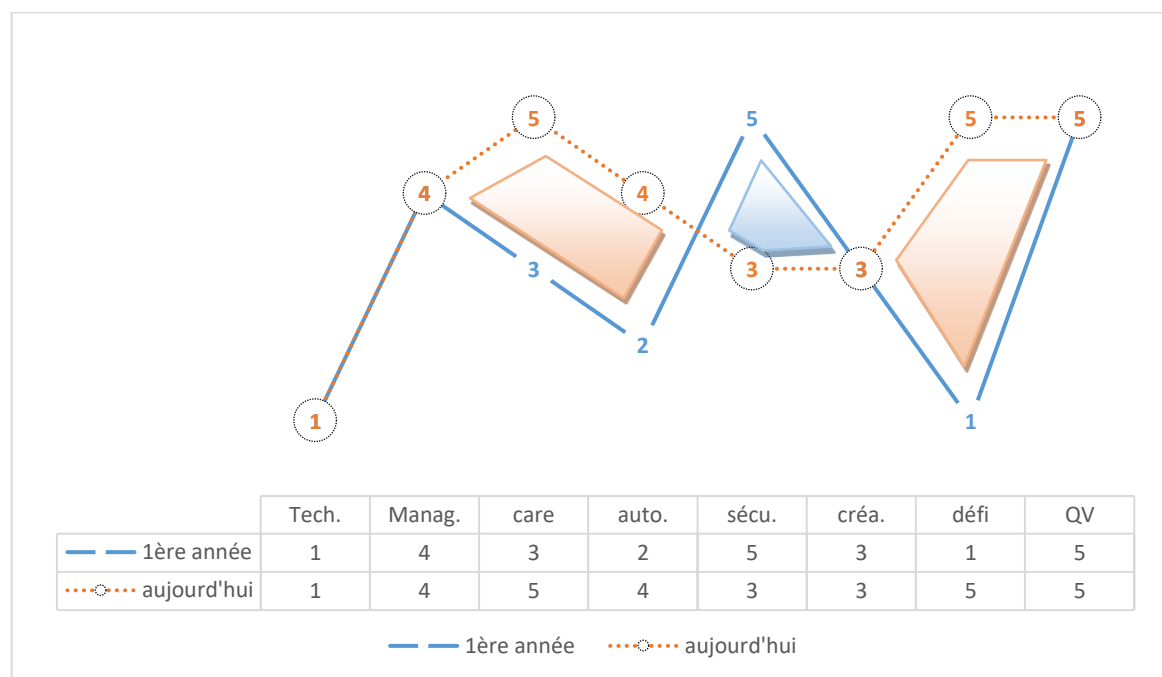 5 5 5 5
4 4
3 3 3
2
1 1
Tech. Manag. care auto. sécu. créa. défi QV
1ère année 1 4 3 2 5 3 1 5
aujourd'hui 1 4 5 4 3 3 5 5
1ère année aujourd'hui